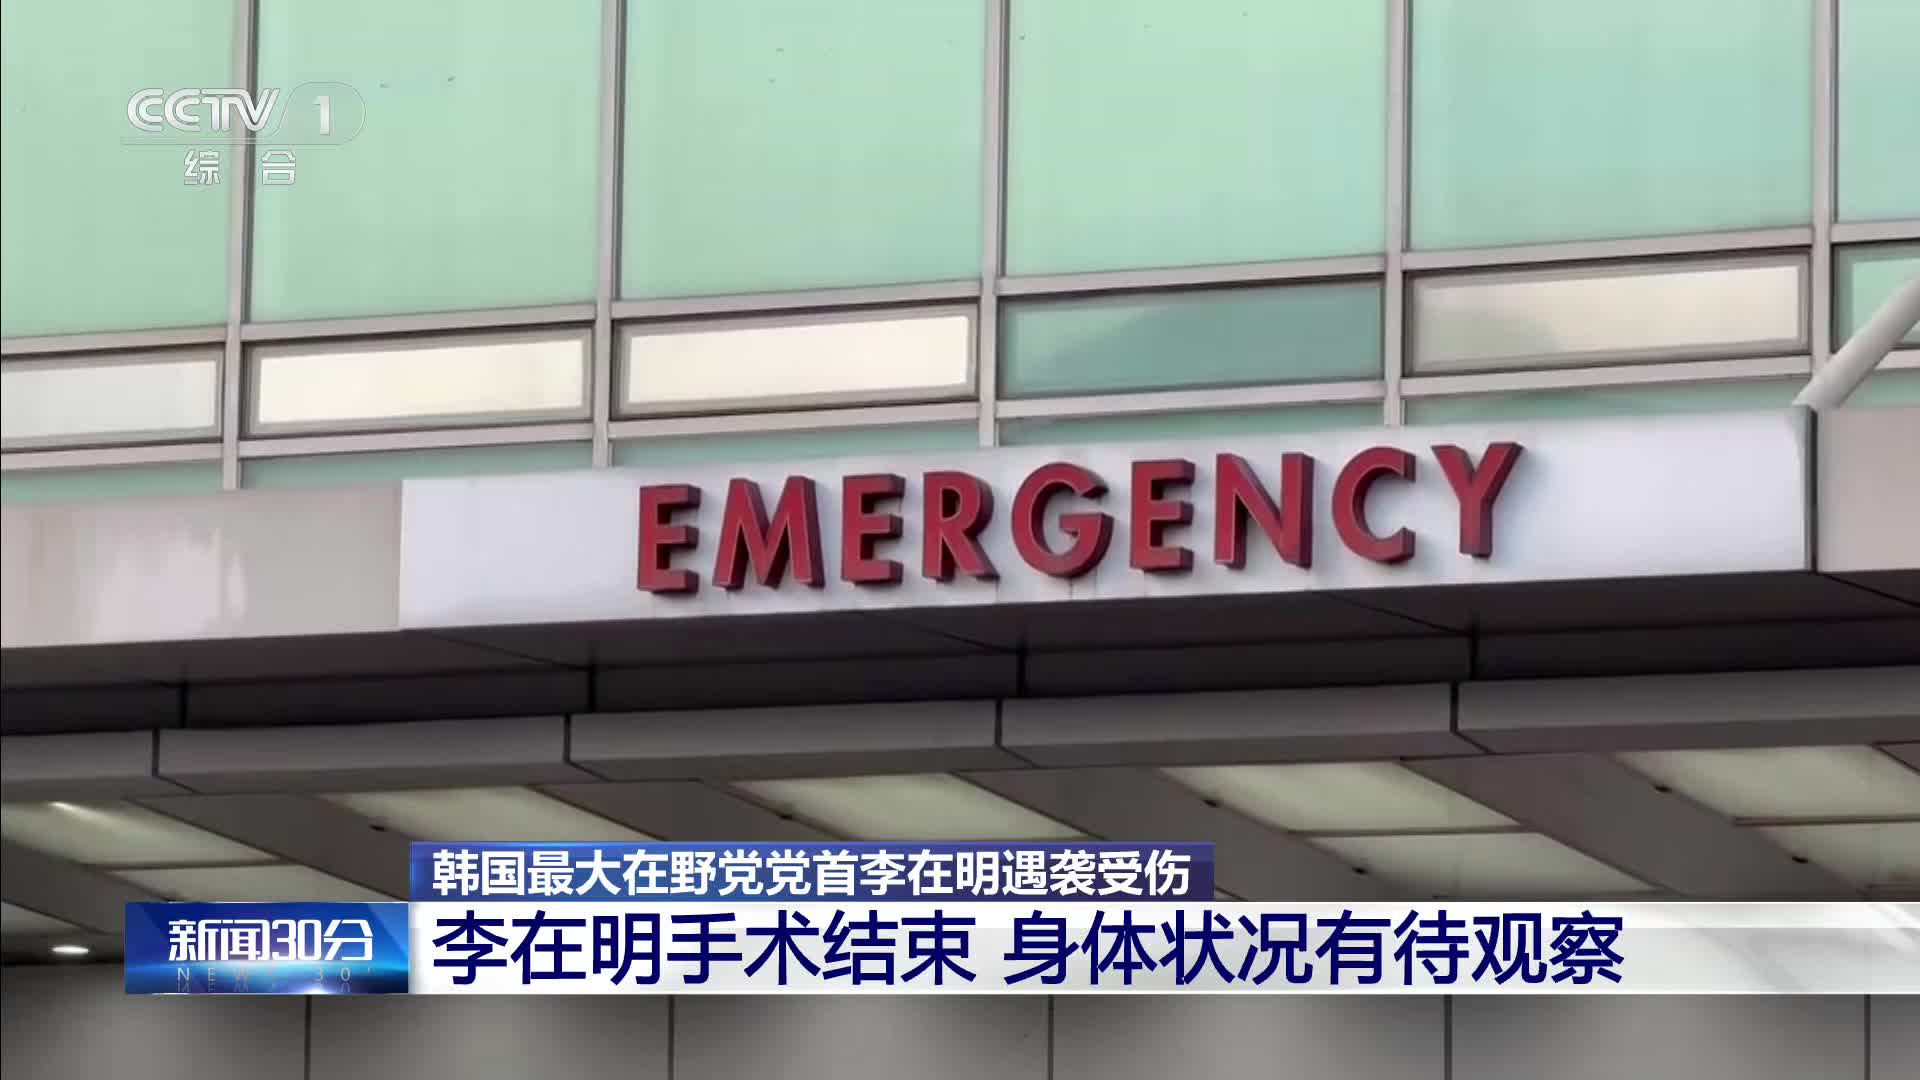 CCTV 1
综合
EMERGENCY
韩国最大在野党党首李在明遇袭受伤
新闻30分
NEWS 30'
李在明手术结束 身体状况有待观察